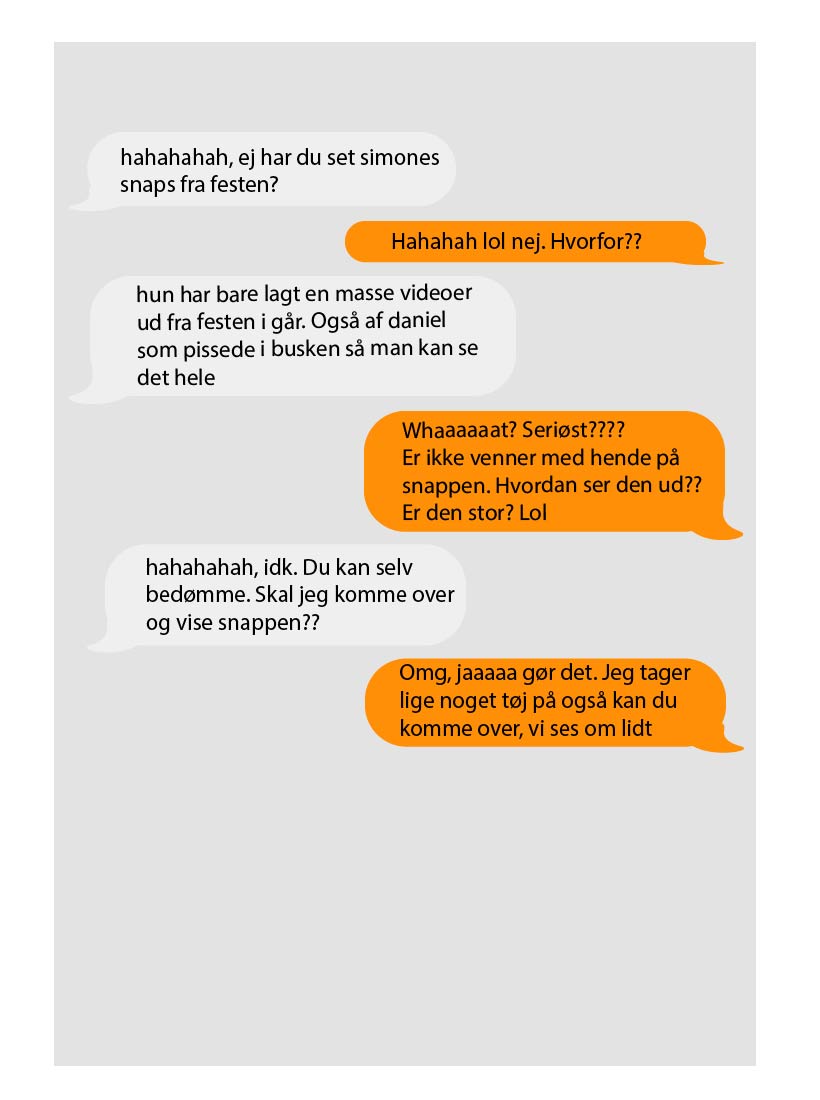 hahahahah, ej har du set simones
snaps fra festen?
Hahahah lol nej. Hvorfor??
hun har bare lagt en masse videoer
ud fra festen i går. Også af daniel
som pissede i busken så man kan se
det hele
Whaaaaaat? Seriøst????
Er ikke venner med hende på
snappen. Hvordan ser den ud??
Er den stor? Lol
hahahahah, idk. Du kan selv
bedømme. Skal jeg komme over
og vise snappen??
Omg, jaaaaa gør det. Jeg tager
lige noget tøj på også kan du
komme over, vi ses om lidt